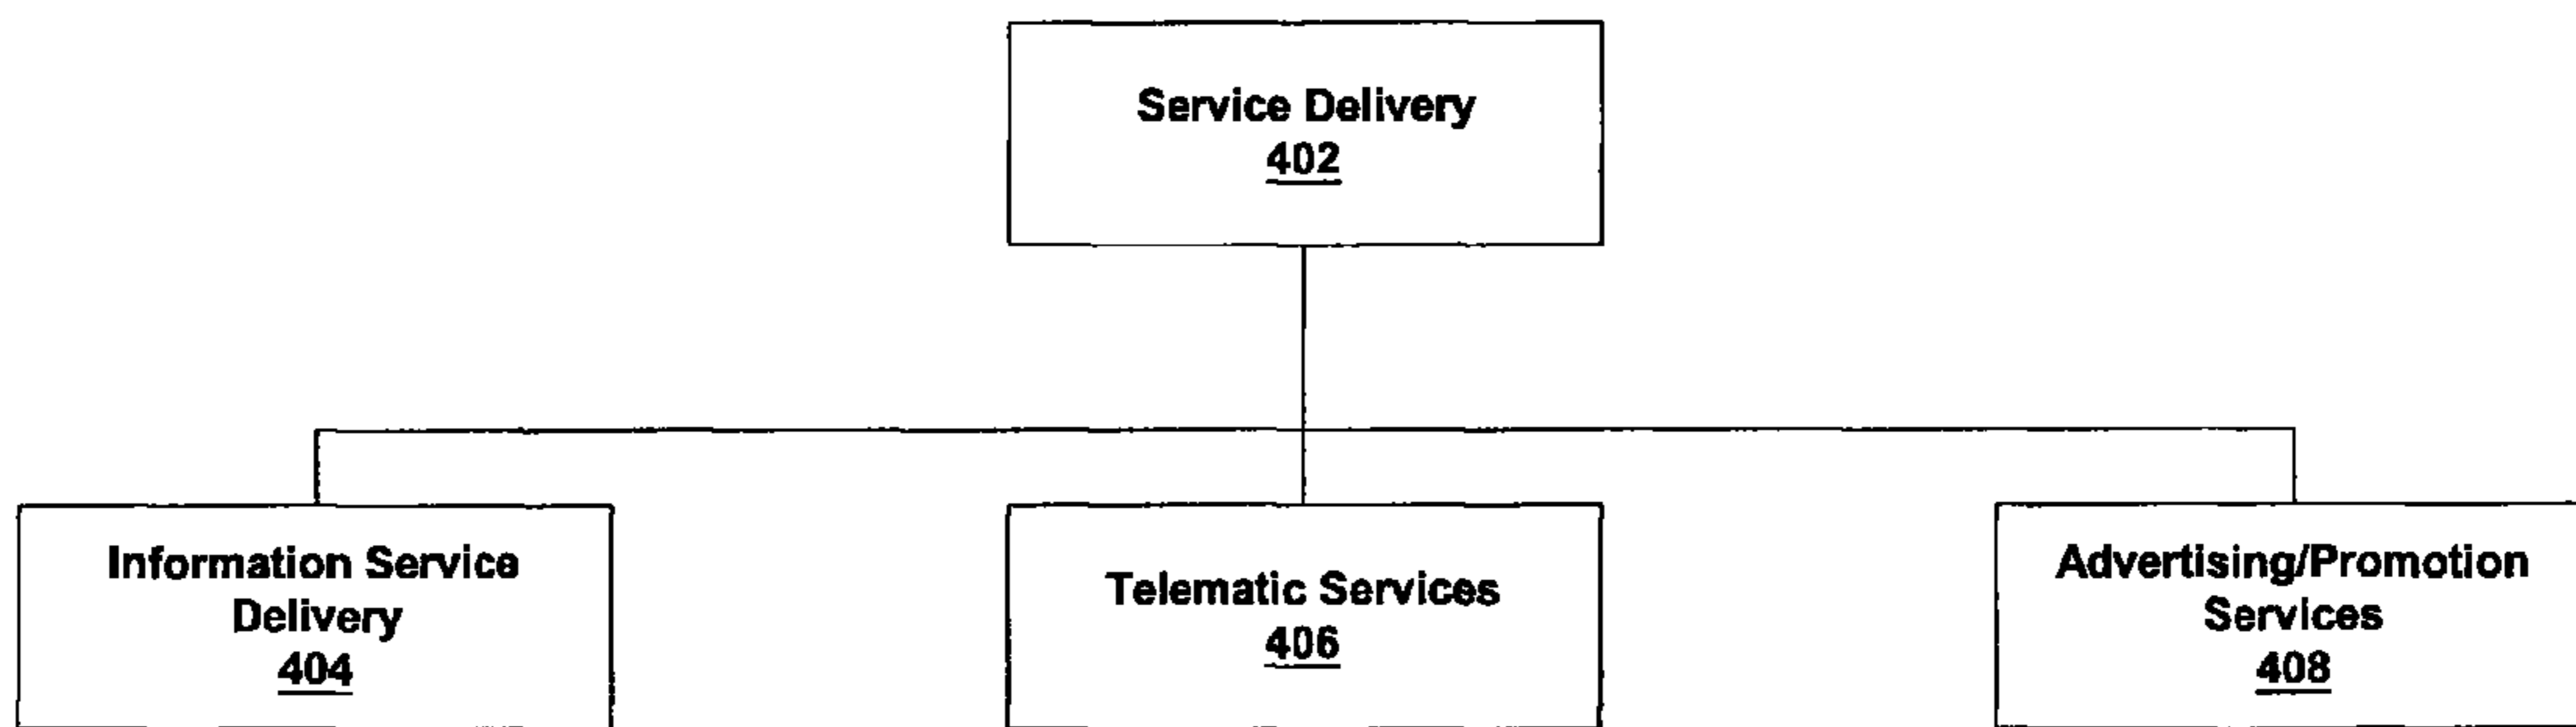 Service Delivery
402
Information Service
Delivery
404
Telematic Services
406
Advertising/Promotion
Services
408